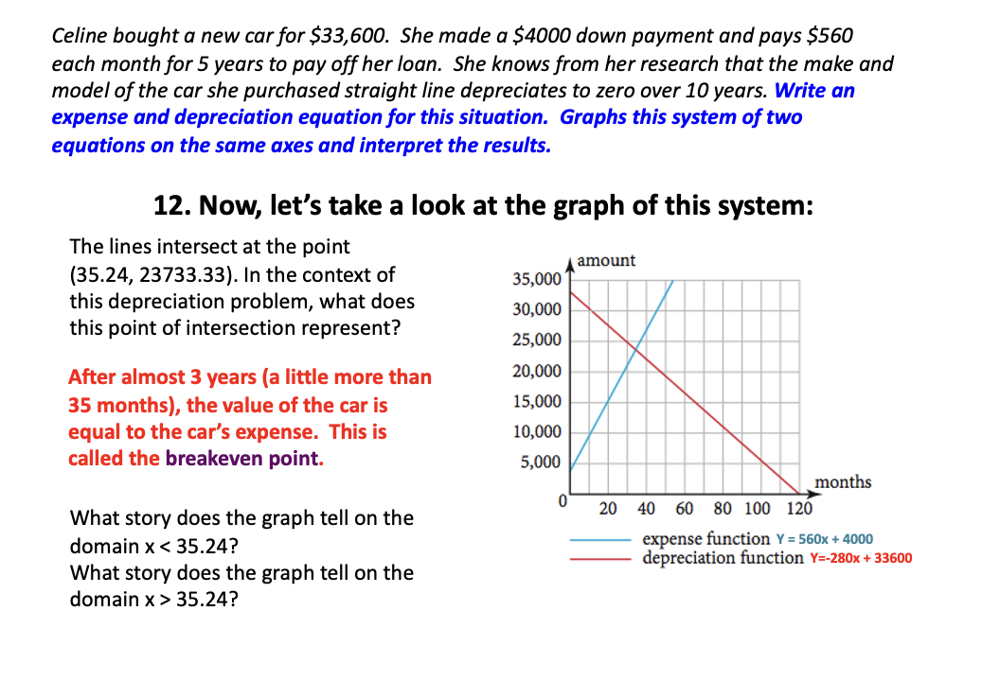 Celine bought a new car for $33,600. She made a $4000 down payment and pays $560
each month for 5 years to pay off her loan. She knows from her research that the make and
model of the car she purchased straight line depreciates to zero over 10 years. Write an
expense and depreciation equation for this situation. Graphs this system of two
equations on the same axes and interpret the results.
12. Now, let's take a look at the graph of this system:
The lines intersect at the point
(35.24, 23733.33). In the context of
this depreciation problem, what does
this point of intersection represent?
After almost 3 years (a little more than
35 months), the value of the car is
equal to the car's expense. This is
called the breakeven point.
What story does the graph tell on the
domain x < 35.24?
What story does the graph tell on the
domain x > 35.24?
amount
35,000
30,000
25,000
20,000
15,000
10,000
5,000
0
20 40 60 80 100 120
months
expense function Y = 560x + 4000
depreciation function Y=-280x + 33600